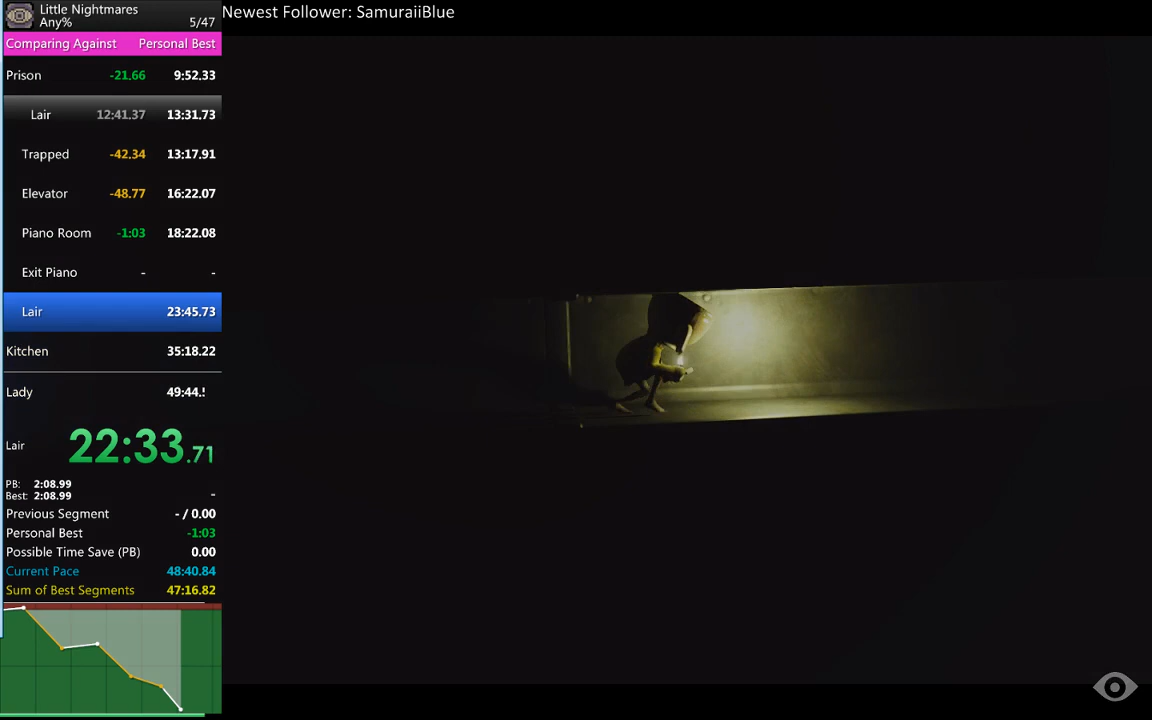 Little Nightmares
Any% 5/47
Newest Follower: SamuraiiBlue
Comparing Against Personal Best
Prison -21.66 9:52.33
Lair 12:41.37 13:31.73
Trapped -42.34 13:17.91
Elevator -48.77 16:22.07
Piano Room -1:03 18:22.08
Exit Piano - -
Lair 23:45.73
Kitchen 35:18.22
Lady 49:44.!
Lair 22:33.71
PB: 2:08.99
Best: 2:08.99 -
Previous Segment - / 0.00
Personal Best -1:03
Possible Time Save (PB) 0.00
Current Pace 48:40.84
Sum of Best Segments 47:16.82